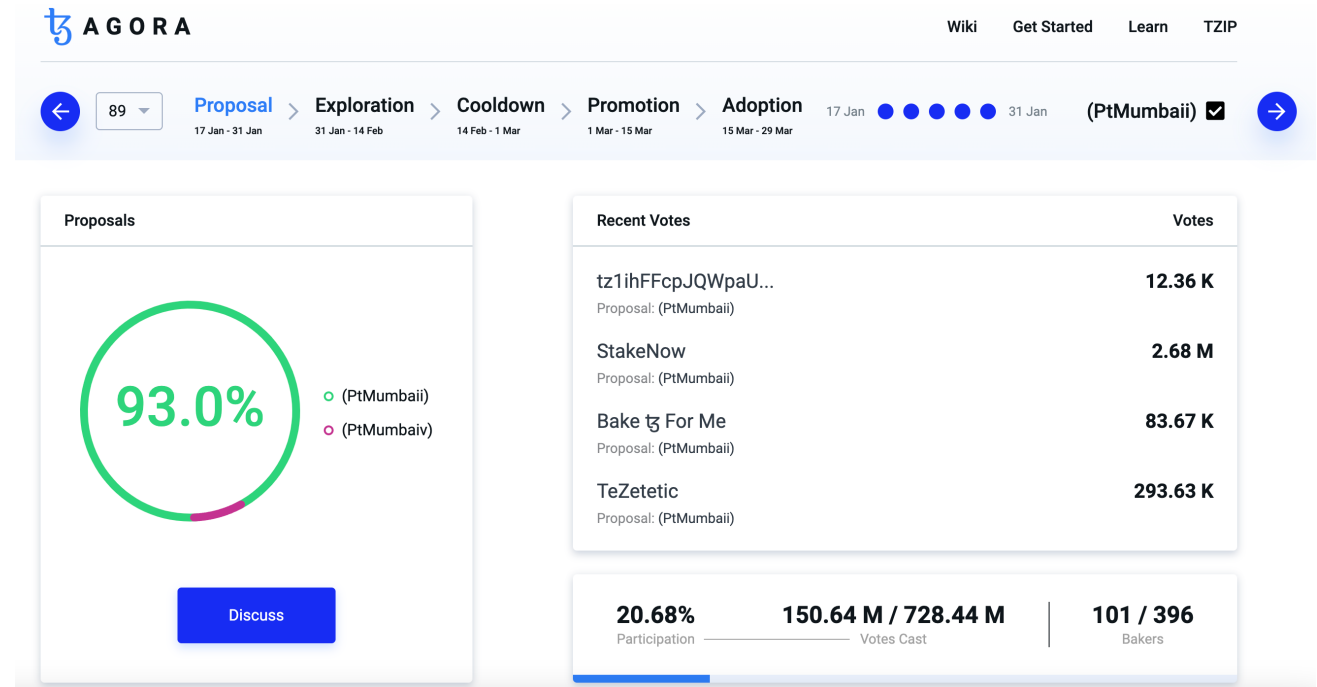 AGORA
Wiki Get Started Learn TZIP
89 Proposal Exploration Cooldown Promotion Adoption 17 Jan 31 Jan (PtMumbaii)
17 Jan - 31 Jan 31 Jan - 14 Feb 14 Feb - 1 Mar 1 Mar - 15 Mar 15 Mar - 29 Mar
Proposals
93.0%
(PtMumbaii)
(PtMumbaiv)
Discuss
Recent Votes Votes
tz1ihFFcpJQWpaU... 12.36 K
Proposal: (PtMumbaii)
StakeNow 2.68 M
Proposal: (PtMumbaii)
Bake ꜩ For Me 83.67 K
Proposal: (PtMumbaii)
TeZetetic 293.63 K
Proposal: (PtMumbaii)
20.68% 150.64 M / 728.44 M 101 / 396
Participation Votes Cast Bakers